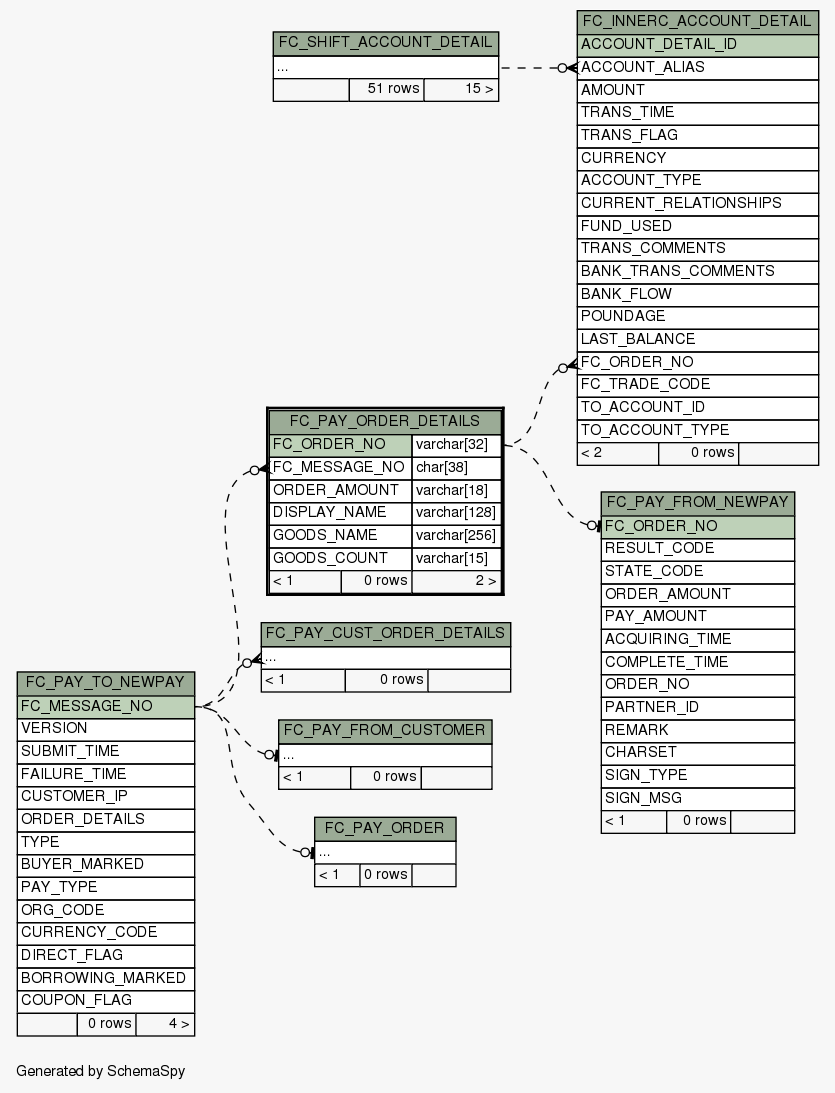 FC_SHIFT_ACCOUNT_DETAIL
...
51 rows 15 >
FC_INNERC_ACCOUNT_DETAIL
ACCOUNT_DETAIL_ID
ACCOUNT_ALIAS
AMOUNT
TRANS_TIME
TRANS_FLAG
CURRENCY
ACCOUNT_TYPE
CURRENT_RELATIONSHIPS
FUND_USED
TRANS_COMMENTS
BANK_TRANS_COMMENTS
BANK_FLOW
POUNDAGE
LAST_BALANCE
FC_ORDER_NO
FC_TRADE_CODE
TO_ACCOUNT_ID
TO_ACCOUNT_TYPE
< 2 0 rows
FC_PAY_ORDER_DETAILS
FC_ORDER_NO varchar[32]
FC_MESSAGE_NO char[38]
ORDER_AMOUNT varchar[18]
DISPLAY_NAME varchar[128]
GOODS_NAME varchar[256]
GOODS_COUNT varchar[15]
< 1 0 rows 2 >
FC_PAY_FROM_NEWPAY
FC_ORDER_NO
RESULT_CODE
STATE_CODE
ORDER_AMOUNT
PAY_AMOUNT
ACQUIRING_TIME
COMPLETE_TIME
ORDER_NO
PARTNER_ID
REMARK
CHARSET
SIGN_TYPE
SIGN_MSG
< 1 0 rows
FC_PAY_CUST_ORDER_DETAILS
...
< 1 0 rows
FC_PAY_TO_NEWPAY
FC_MESSAGE_NO
VERSION
SUBMIT_TIME
FAILURE_TIME
CUSTOMER_IP
ORDER_DETAILS
TYPE
BUYER_MARKED
PAY_TYPE
ORG_CODE
CURRENCY_CODE
DIRECT_FLAG
BORROWING_MARKED
COUPON_FLAG
0 rows 4 >
FC_PAY_FROM_CUSTOMER
...
< 1 0 rows
FC_PAY_ORDER
...
< 1 0 rows
Generated by SchemaSpy